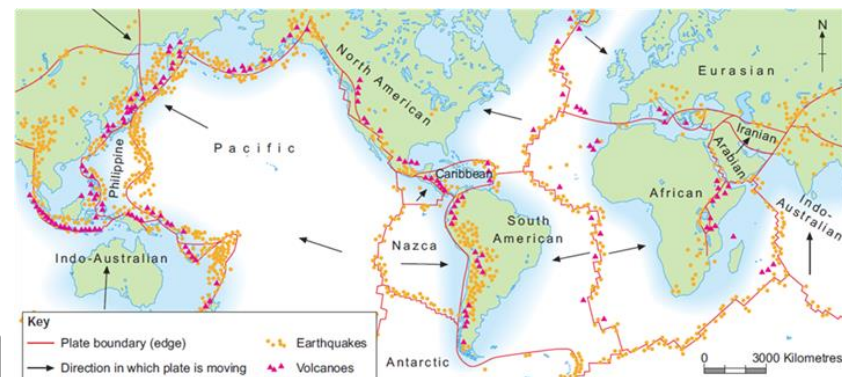 N
North American
Eurasian
Pacific
Philippine
Caribbean
Iranian
Arabian
African
South American
Nazca
Indo-Australian
Indo-Australian
Antarctic
Key
Plate boundary (edge)
Earthquakes
Direction in which plate is moving
Volcanoes
0 3000 Kilometres